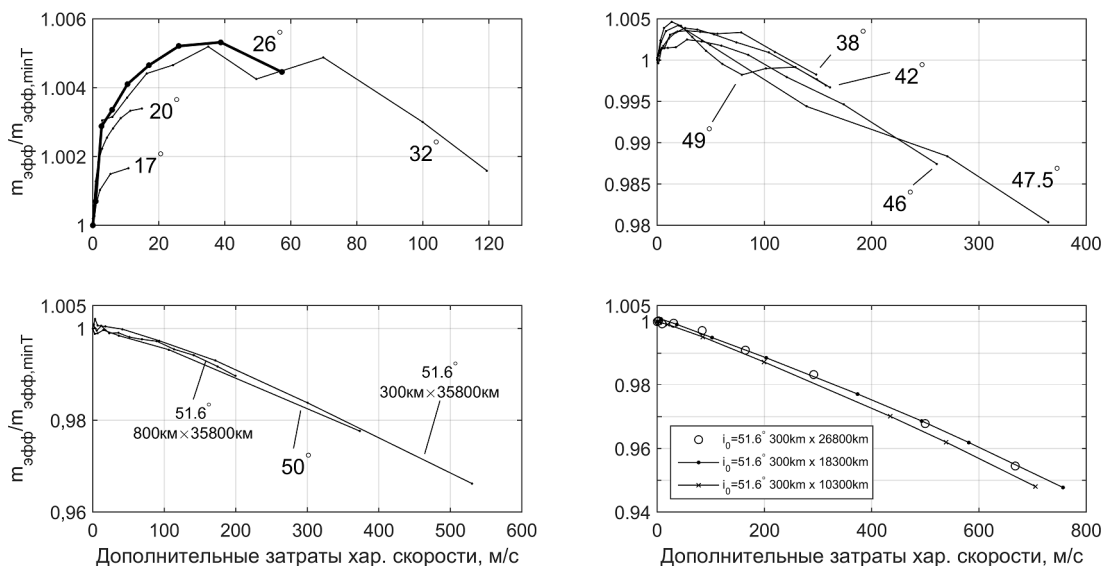 1.006
1.004
1.002
1
0 20 40 60 80 100 120
mэфф/mэфф,minT
26°
20°
17°
32°
1.005
1
0.995
0.99
0.985
0.98
0 100 200 300 400
38°
42°
49°
46°
47.5°
1.005
1
0,98
0,96
0 100 200 300 400 500 600
mэфф/mэфф,minT
51.6°
800км×35800км
50°
51.6°
300км×35800км
Дополнительные затраты хар. скорости, м/с
1.005
1
0.98
0.96
0.94
0 200 400 600 800
i0=51.6° 300km x 26800km
i0=51.6° 300km x 18300km
i0=51.6° 300km x 10300km
Дополнительные затраты хар. скорости, м/с